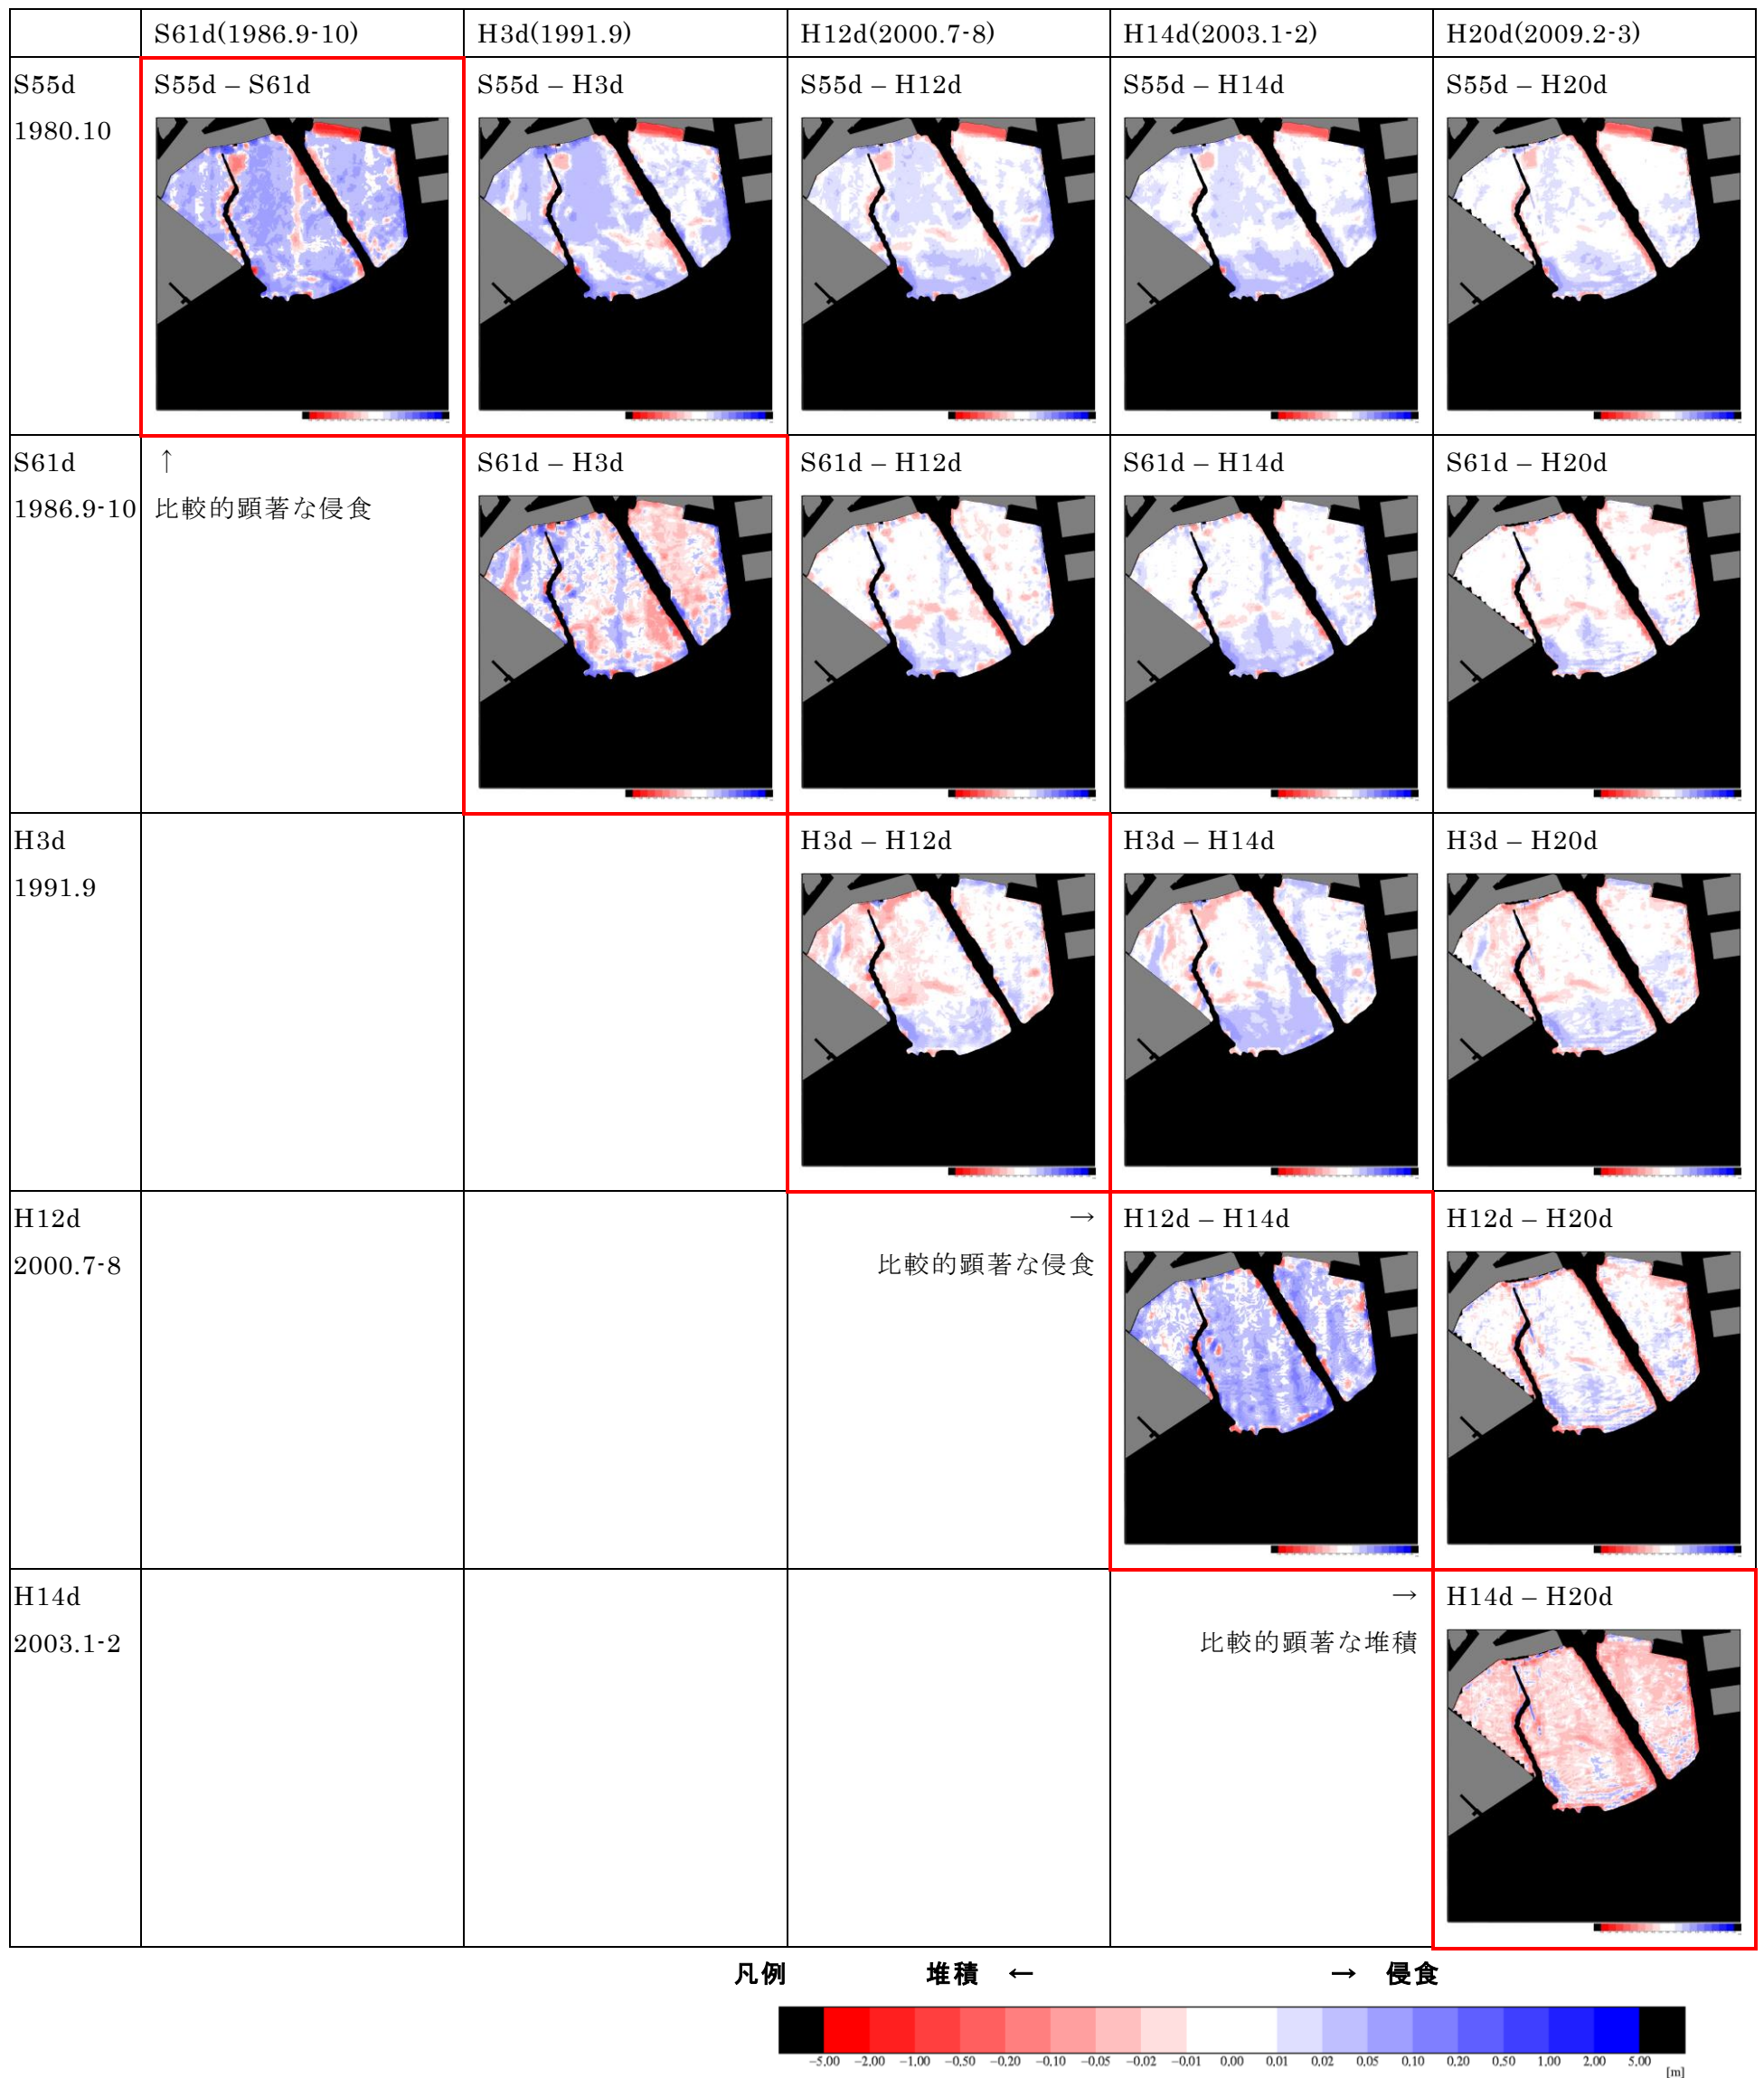 S61d(1986.9-10) H3d(1991.9) H12d(2000.7-8) H14d(2003.1-2) H20d(2009.2-3)
S55d S55d – S61d S55d – H3d S55d – H12d S55d – H14d S55d – H20d
1980.10
S61d ↑ S61d – H3d S61d – H12d S61d – H14d S61d – H20d
1986.9-10 比較的顕著な侵食
H3d H3d – H12d H3d – H14d H3d – H20d
1991.9
H12d → H12d – H14d H12d – H20d
2000.7-8 比較的顕著な侵食
H14d → H14d – H20d
2003.1-2 比較的顕著な堆積
凡例 堆積 ← → 侵食
-5.00 -2.00 -1.00 -0.50 -0.20 -0.10 -0.05 -0.02 -0.01 0.00 0.01 0.02 0.05 0.10 0.20 0.50 1.00 2.00 5.00
[m]